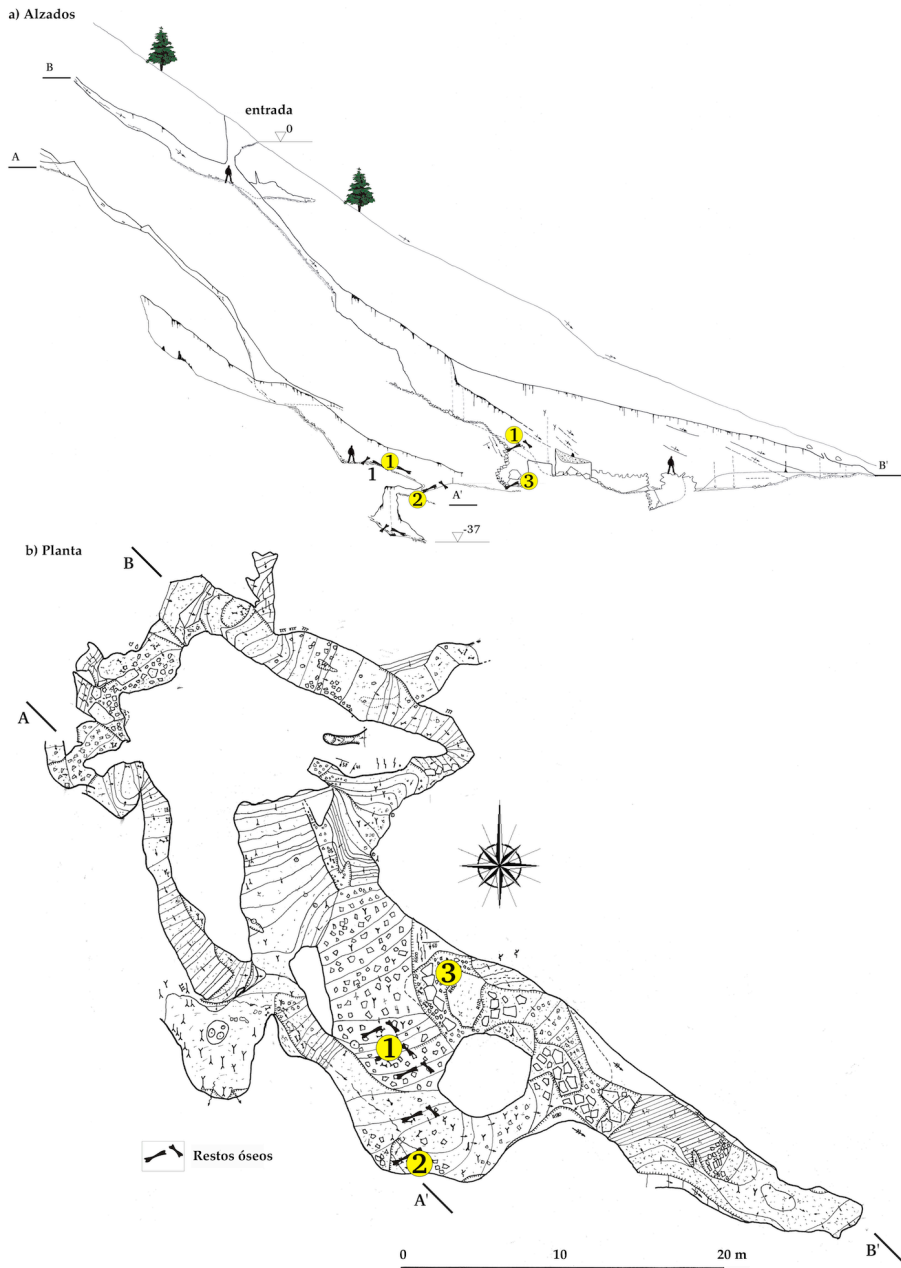 a) Alzados
B
entrada
0
A
1
1
1
2
3
A'
B'
-37
b) Planta
B
A
3
1
2
Restos óseos
A'
B'
0 10 20 m